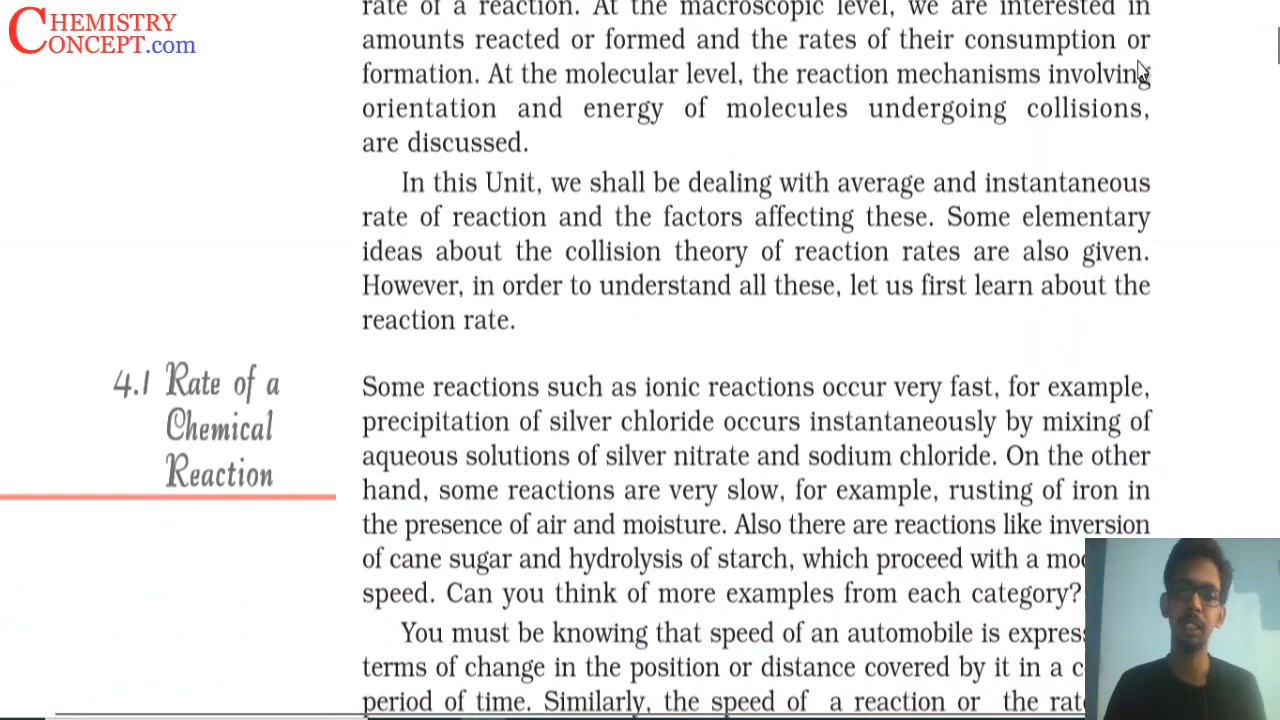 CHEMISTRY
CONCEPT.com
rate of a reaction. At the macroscopic level, we are interested in
amounts reacted or formed and the rates of their consumption or
formation. At the molecular level, the reaction mechanisms involving
orientation and energy of molecules undergoing collisions,
are discussed.
In this Unit, we shall be dealing with average and instantaneous
rate of reaction and the factors affecting these. Some elementary
ideas about the collision theory of reaction rates are also given.
However, in order to understand all these, let us first learn about the
reaction rate.
4.1 Rate of a
Chemical
Reaction
Some reactions such as ionic reactions occur very fast, for example,
precipitation of silver chloride occurs instantaneously by mixing of
aqueous solutions of silver nitrate and sodium chloride. On the other
hand, some reactions are very slow, for example, rusting of iron in
the presence of air and moisture. Also there are reactions like inversion
of cane sugar and hydrolysis of starch, which proceed with a
speed. Can you think of more examples from each category?
You must be knowing that speed of an automobile is
terms of change in the position or distance covered by it in a
period of time. Similarly, the speed of a reaction or the